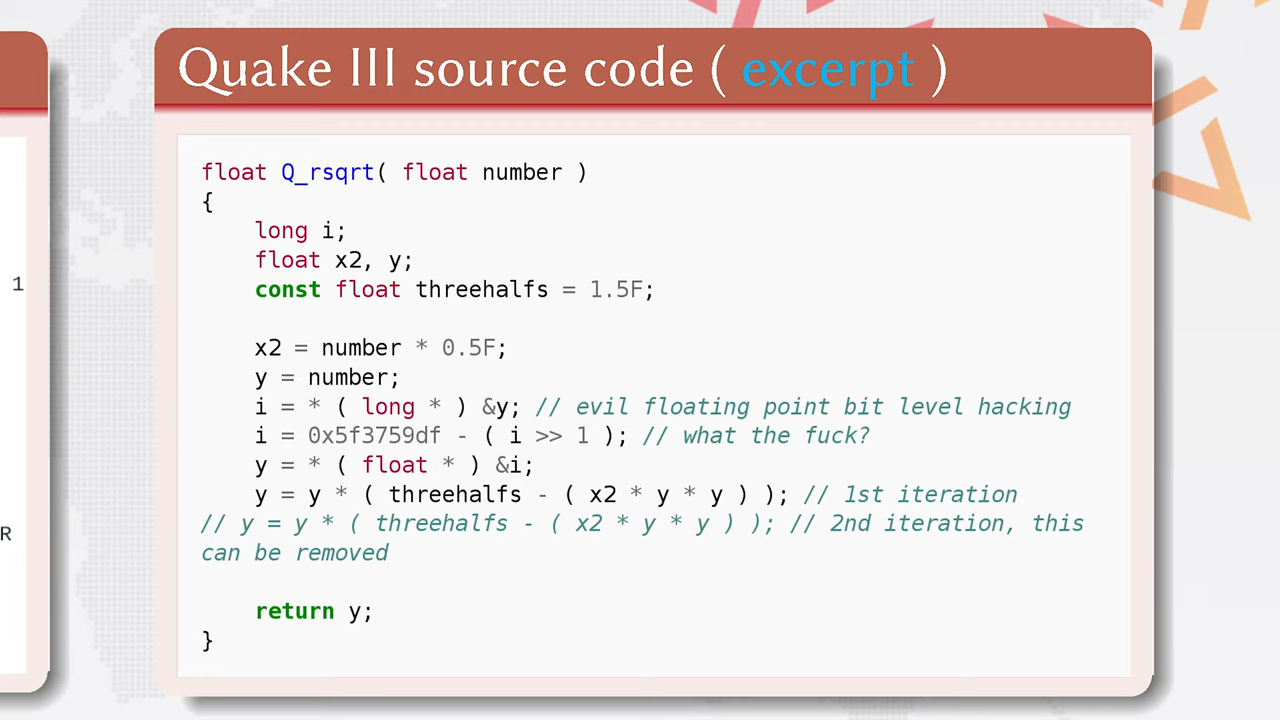 Quake III source code ( excerpt )
float Q_rsqrt( float number )
{
    long i;
    float x2, y;
1
    const float threehalfs = 1.5F;
    x2 = number * 0.5F;
    y = number;
    i = * ( long * ) &y; // evil floating point bit level hacking
    i = 0x5f3759df - ( i >> 1 ); // what the fuck?
    y = * ( float * ) &i;
    y = y * ( threehalfs - ( x2 * y * y ) ); // 1st iteration
// y = y * ( threehalfs - ( x2 * y * y ) ); // 2nd iteration, this
R
can be removed
    return y;
}